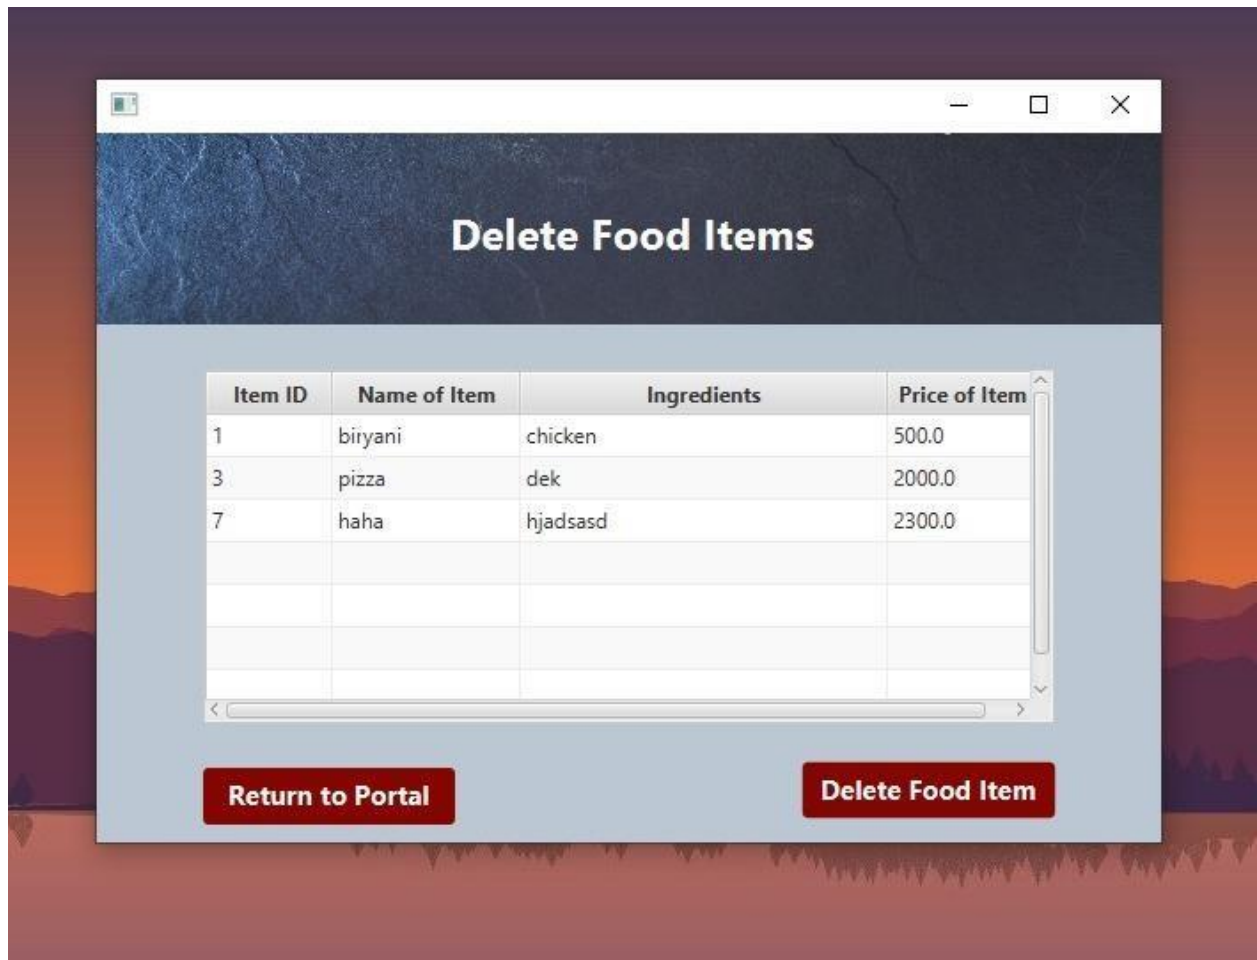 Delete Food Items
Item ID Name of Item Ingredients Price of Item
1 biryani chicken 500.0
3 pizza dek 2000.0
7 haha hjadsasd 2300.0
Return to Portal Delete Food Item